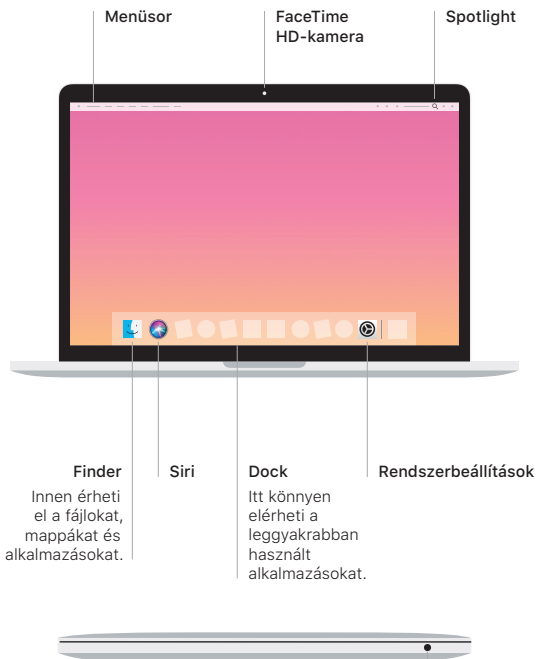 Menüsor
FaceTime
HD-kamera
Spotlight
Finder
Innen érheti
el a fájlokat,
mappákat és
alkalmazásokat.
Siri
Dock
Itt könnyen
elérheti a
leggyakrabban
használt
alkalmazásokat.
Rendszerbeállítások